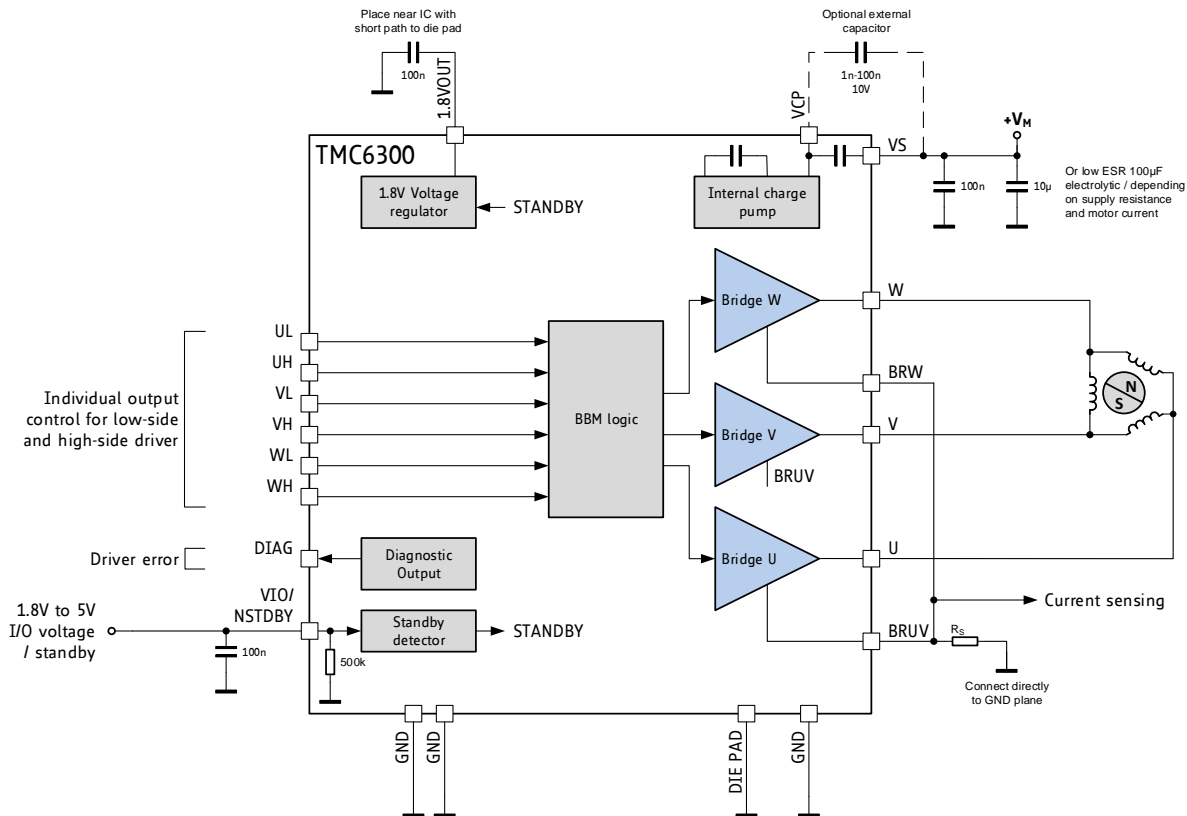 Place near IC with
short path to die pad
100n
1.8VOUT
Optional external
capacitor
1n-100n
10V
VCP
+VM
TMC6300
VS
1.8V Voltage
regulator
STANDBY
Internal charge
pump
100n
10µ
Or low ESR 100µF
electrolytic / depending
on supply resistance
and motor current
Bridge W
W
UL
UH
VL
VH
WL
WH
Individual output
control for low-side
and high-side driver
BBM logic
BRW
N
S
Bridge V
V
BRUV
Driver error
DIAG
Diagnostic
Output
Bridge U
U
1.8V to 5V
I/O voltage
/ standby
VIO/
NSTDBY
100n
500k
Standby
detector
STANDBY
Current sensing
BRUV
RS
Connect directly
to GND plane
GND
GND
DIE PAD
GND